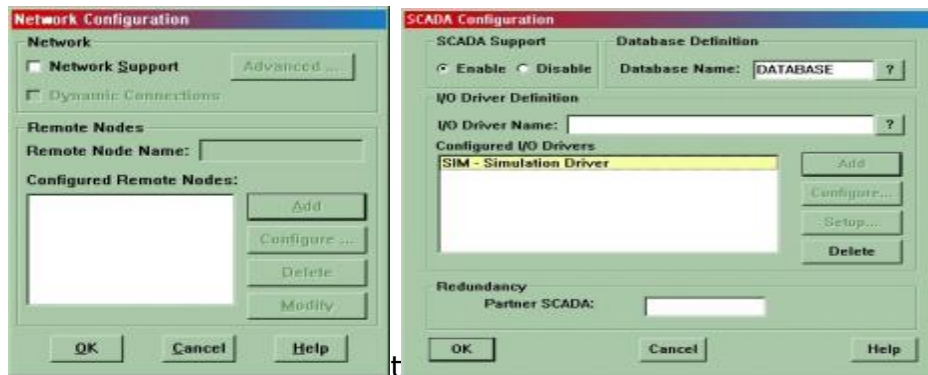 Network Configuration
Network
Network Support
Advanced ...
Dynamic Connections
Remote Nodes
Remote Node Name:
Configured Remote Nodes:
Add
Configure ...
Delete
Modify
OK
Cancel
Help
t
SCADA Configuration
SCADA Support
Enable
Disable
Database Definition
Database Name:
DATABASE
?
I/O Driver Definition
I/O Driver Name:
?
Configured I/O Drivers
SIM - Simulation Driver
Add
Configure...
Setup...
Delete
Redundancy
Partner SCADA:
OK
Cancel
Help